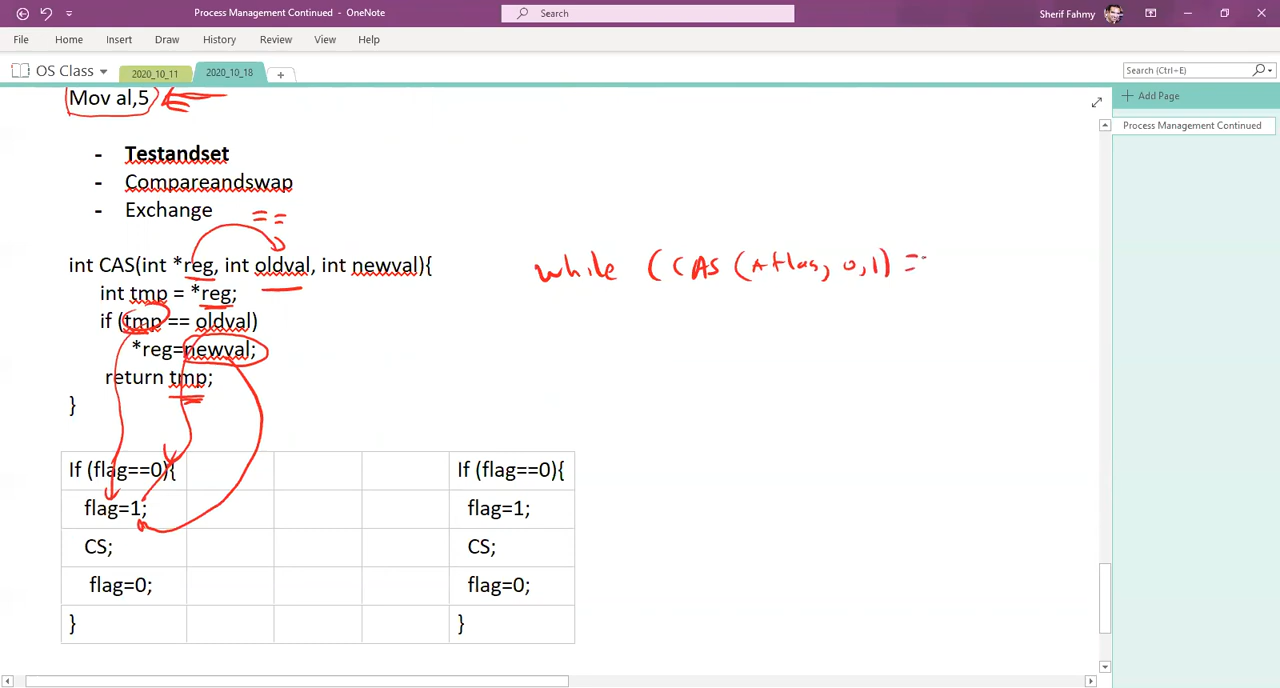 Process Management Continued - OneNote
Search
Sherif Fahmy
File Home Insert Draw History Review View Help
OS Class 2020_10_11 2020_10_18 +
Search (Ctrl+E)
Add Page
Process Management Continued
Mov al,5
- Testandset
- Compareandswap
- Exchange
==
int CAS(int *reg, int oldval, int newval){
int tmp = *reg;
if (tmp == oldval)
*reg=newval;
return tmp;
}
while (CAS ( flag, 0,1) =
If (flag==0){ If (flag==0){
flag=1; flag=1;
CS; CS;
flag=0; flag=0;
} }